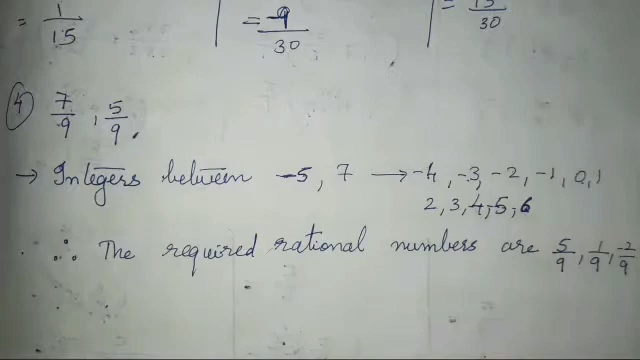 = 1/15 = -9/30 = 15/30
④ 7/9, 5/9.
→ Integers between -5, 7 → -4, -3, -2, -1, 0, 1
2, 3, 4, 5, 6
∴ The required rational numbers are 5/9, 1/9, -2/9